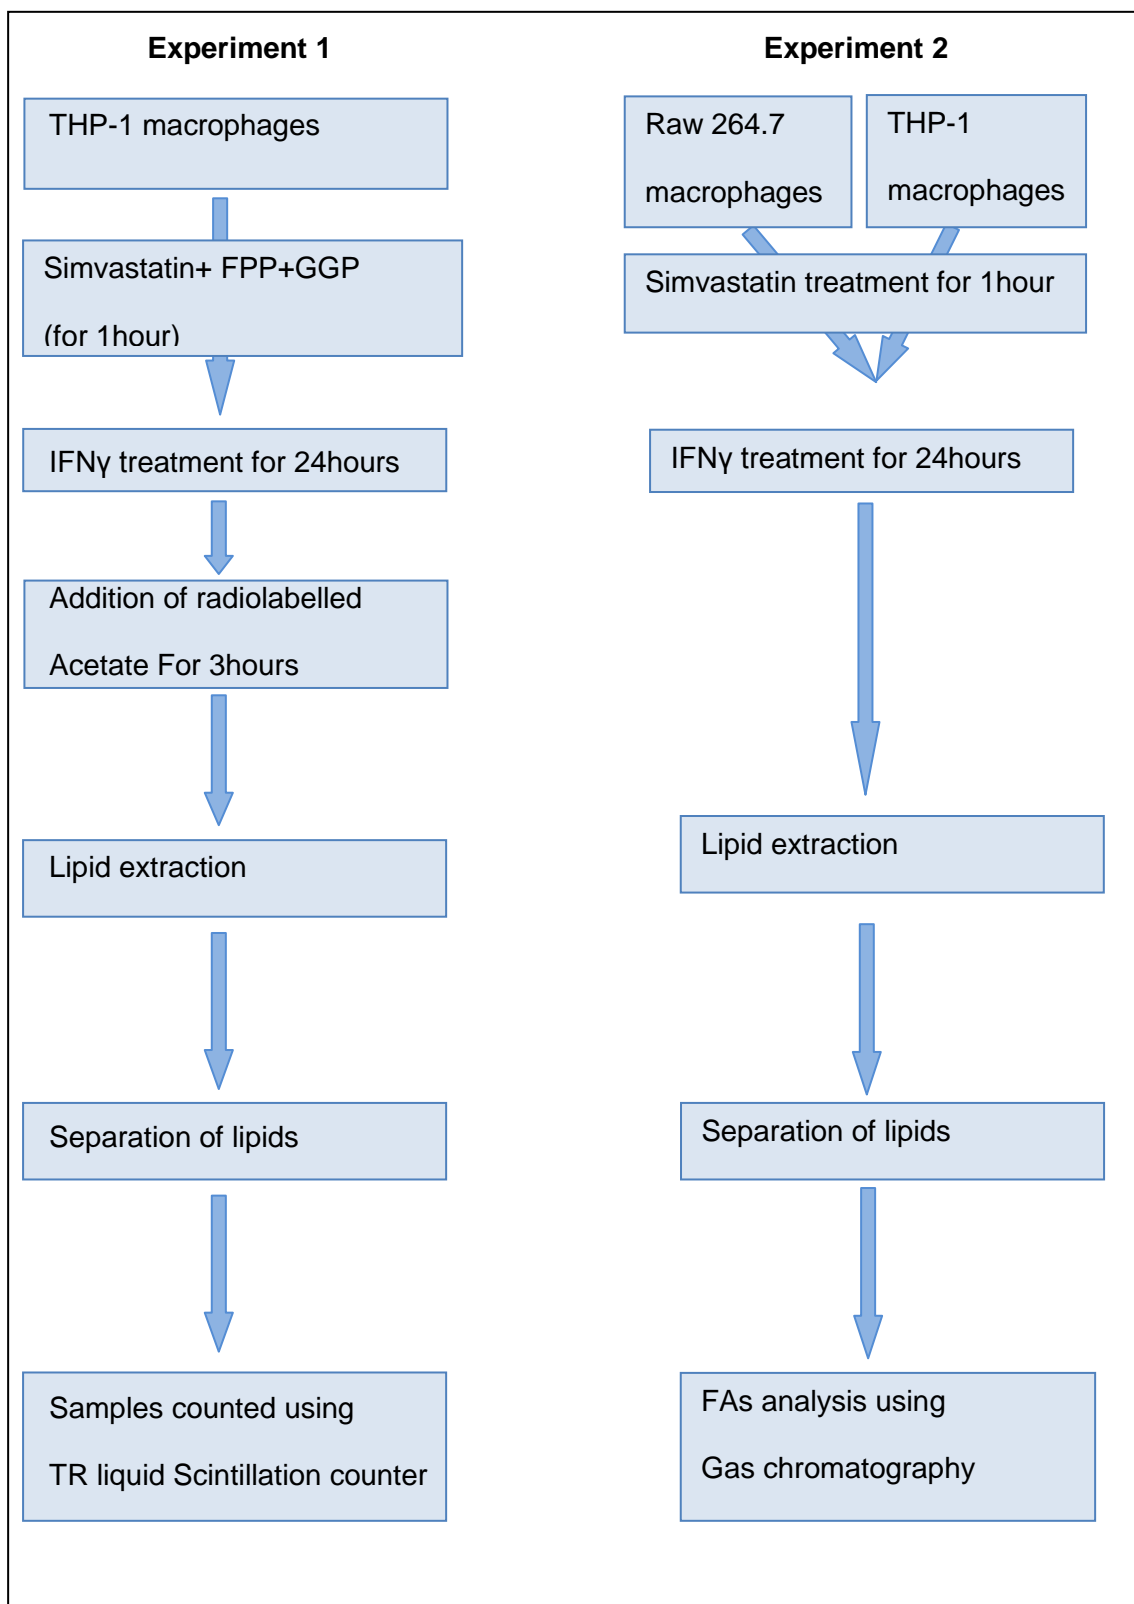 Experiment 1
THP-1 macrophages
Simvastatin+ FPP+GGP
(for 1hour)
IFNγ treatment for 24hours
Addition of radiolabelled
Acetate For 3hours
Lipid extraction
Separation of lipids
Samples counted using
TR liquid Scintillation counter
Experiment 2
Raw 264.7
macrophages
THP-1
macrophages
Simvastatin treatment for 1hour
IFNγ treatment for 24hours
Lipid extraction
Separation of lipids
FAs analysis using
Gas chromatography